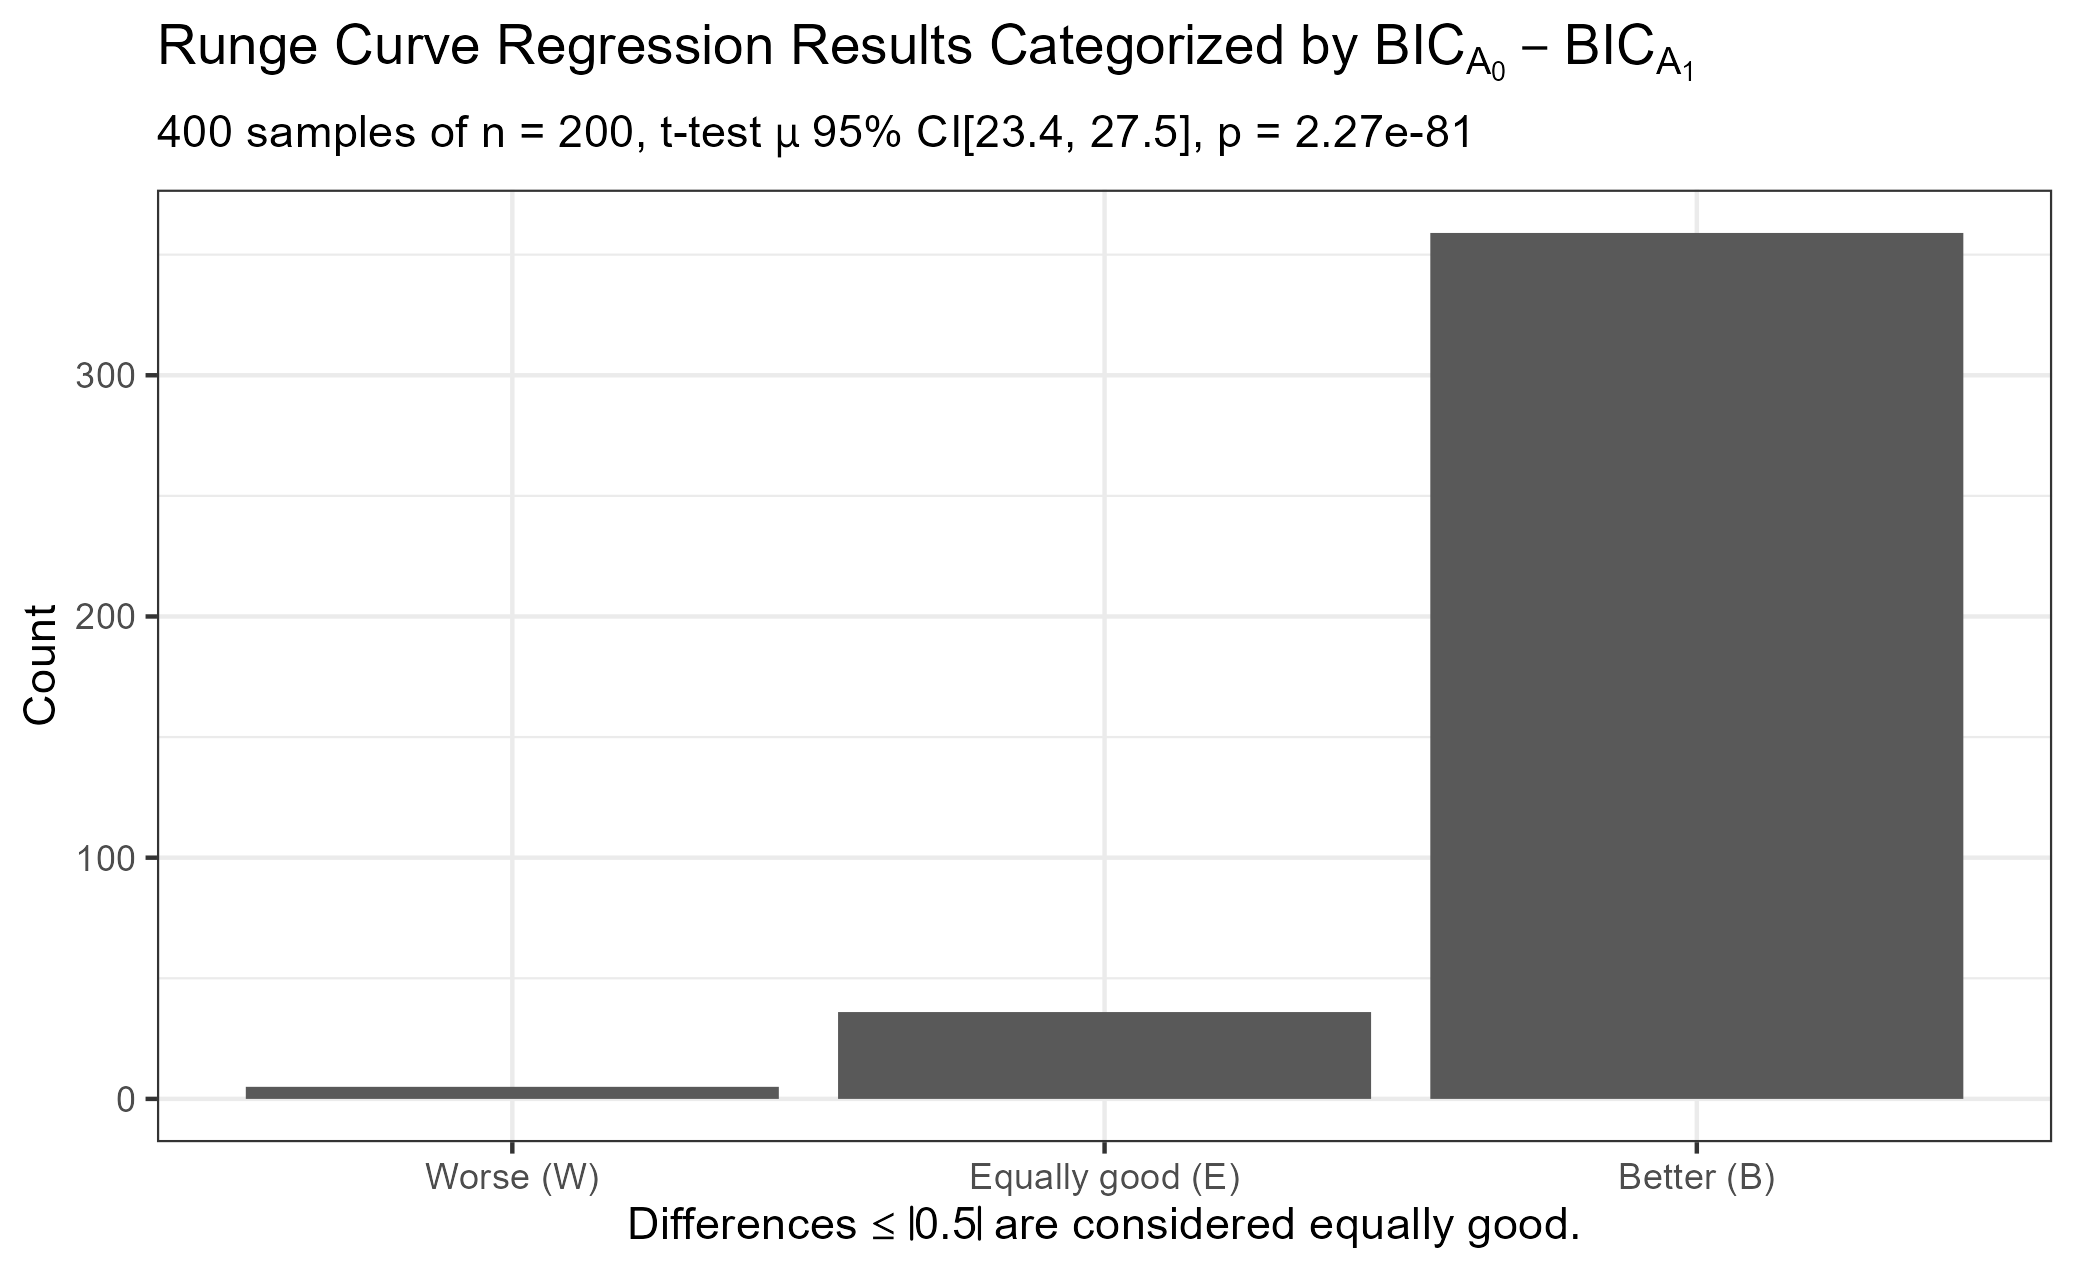 Runge Curve Regression Results Categorized by BIC_A₀ − BIC_A₁
400 samples of n = 200, t-test μ 95% CI[23.4, 27.5], p = 2.27e-81
Count
300
200
100
0
Worse (W) Equally good (E) Better (B)
Differences ≤ |0.5| are considered equally good.